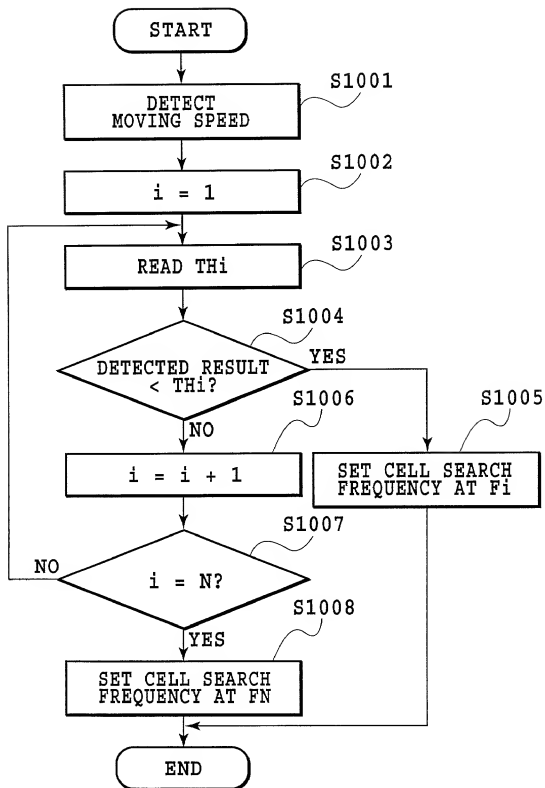 START
S1001
DETECT
MOVING SPEED
S1002
i = 1
S1003
READ THi
S1004
DETECTED RESULT
< THi?
YES
NO
S1006
i = i + 1
S1005
SET CELL SEARCH
FREQUENCY AT Fi
S1007
i = N?
NO
YES
S1008
SET CELL SEARCH
FREQUENCY AT FN
END